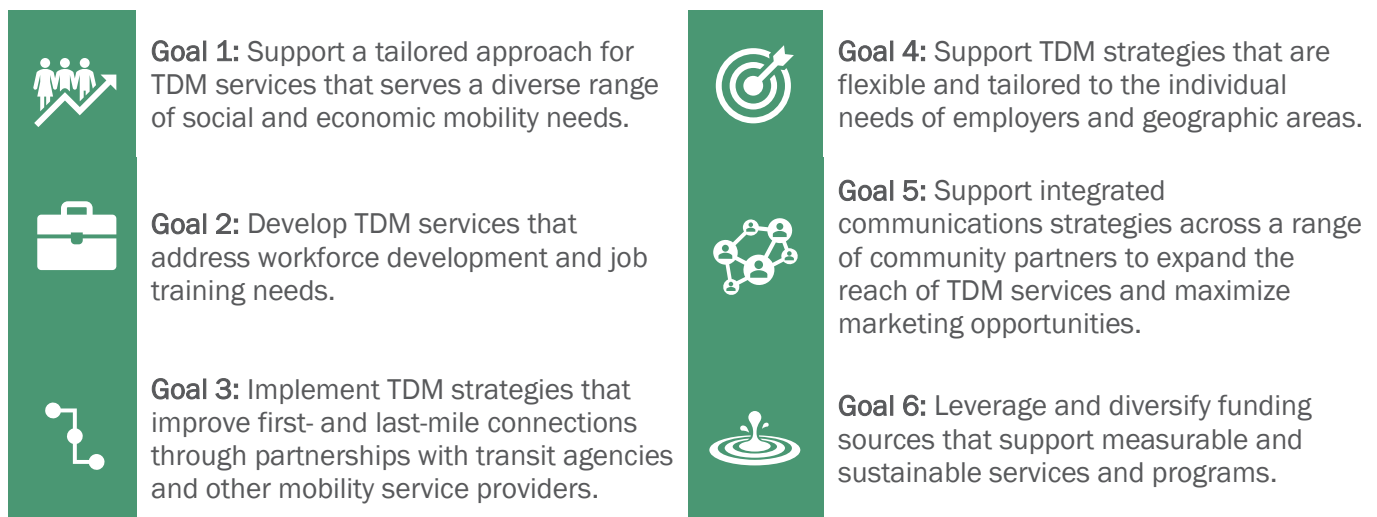 Goal 1: Support a tailored approach for
TDM services that serves a diverse range
of social and economic mobility needs.
Goal 2: Develop TDM services that
address workforce development and job
training needs.
Goal 3: Implement TDM strategies that
improve first- and last-mile connections
through partnerships with transit agencies
and other mobility service providers.
Goal 4: Support TDM strategies that are
flexible and tailored to the individual
needs of employers and geographic areas.
Goal 5: Support integrated
communications strategies across a range
of community partners to expand the
reach of TDM services and maximize
marketing opportunities.
Goal 6: Leverage and diversify funding
sources that support measurable and
sustainable services and programs.